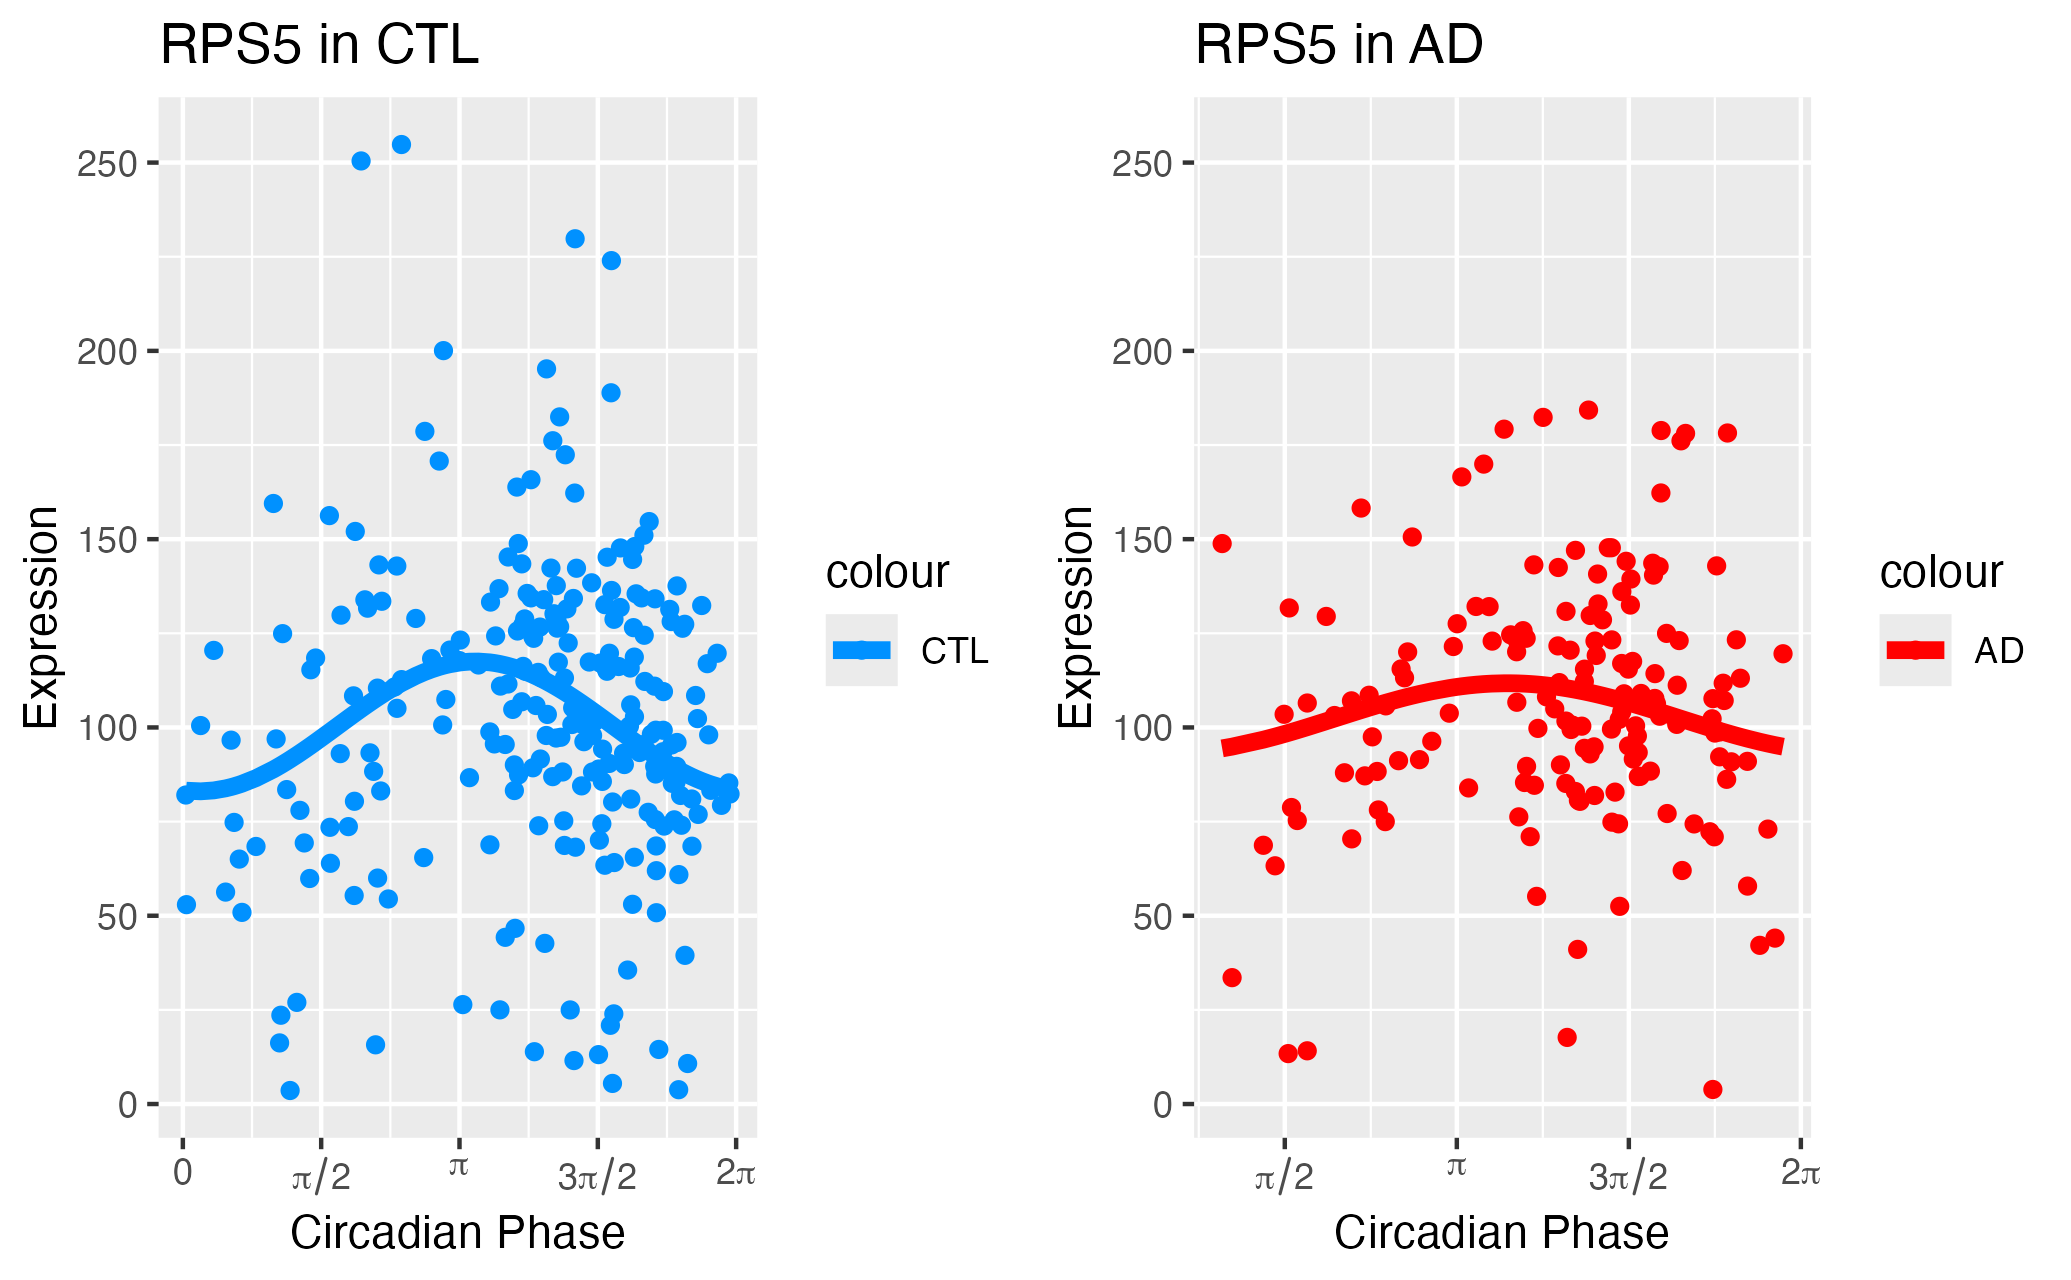 RPS5 in CTL
Expression
250
200
150
100
50
0
0 π/2 π 3π/2 2π
Circadian Phase
colour
CTL
RPS5 in AD
Expression
250
200
150
100
50
0
π/2 π 3π/2 2π
Circadian Phase
colour
AD